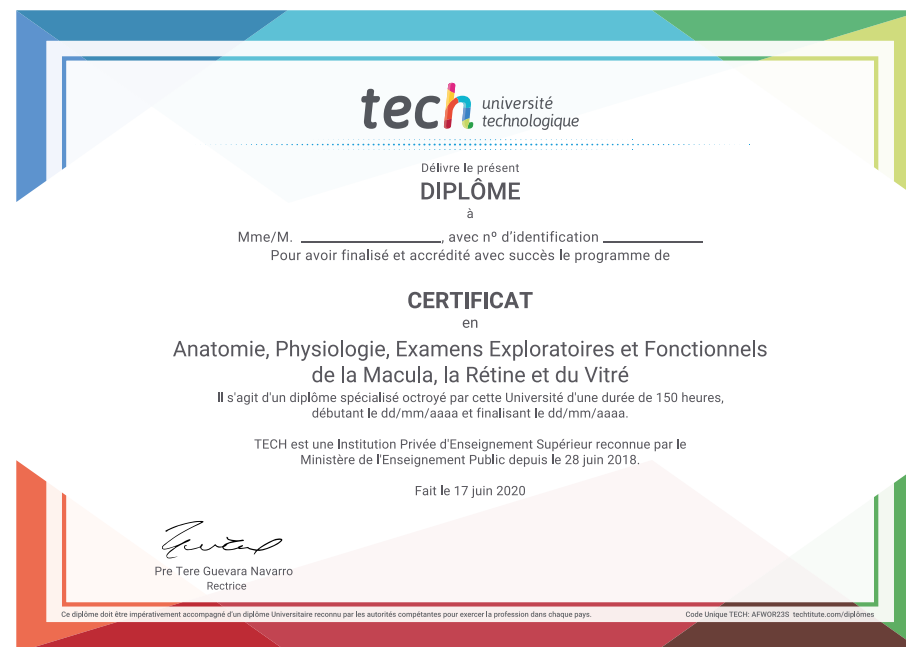 tech université
technologique
Délivre le présent
DIPLÔME
à
Mme/M. ____________________, avec nº d'identification ______________
Pour avoir finalisé et accrédité avec succès le programme de
CERTIFICAT
en
Anatomie, Physiologie, Examens Exploratoires et Fonctionnels
de la Macula, la Rétine et du Vitré
Il s'agit d'un diplôme spécialisé octroyé par cette Université d'une durée de 150 heures,
débutant le dd/mm/aaaa et finalisant le dd/mm/aaaa.
TECH est une Institution Privée d'Enseignement Supérieur reconnue par le
Ministère de l'Enseignement Public depuis le 28 juin 2018.
Fait le 17 juin 2020
Pre Tere Guevara Navarro
Rectrice
Ce diplôme doit être impérativement accompagné d'un diplôme Universitaire reconnu par les autorités compétantes pour exercer la profession dans chaque pays.
Code Unique TECH: AFWOR23S techtitute.com/diplômes